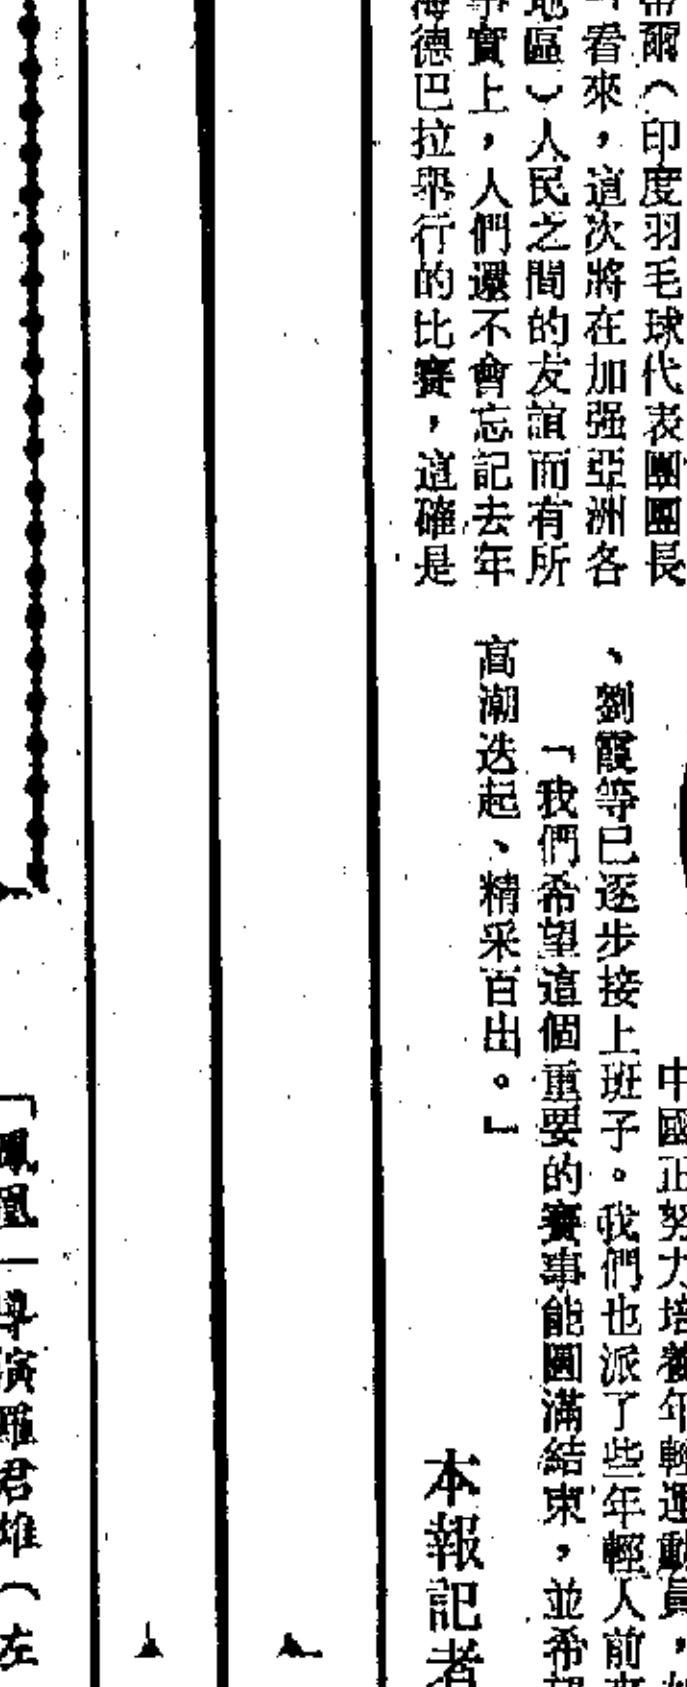 爾（印度羽毛球代表團團長
看來，這次將在加强亞洲各
地區）人民之間的友誼而有所
事實上，人們還不會忘記去年
海德巴拉舉行的比賽，這確是
中國正努力培養年輕運動員，
、劉霞等已逐步接上班子。我們也派了些年輕人前來
「我們希望這個重要的賽事能圓滿結束，並希望
高潮迭起、精采百出。」
本報記者
「鳳凰」導演羅君雄（左